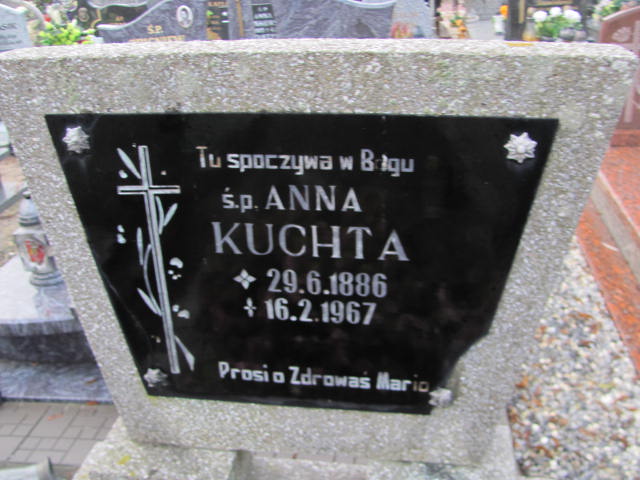 Tu spoczywa w Bogu
ś.p. ANNA
KUCHTA
29.6.1886
16.2.1967
Prosi o Zdrowaś Mario